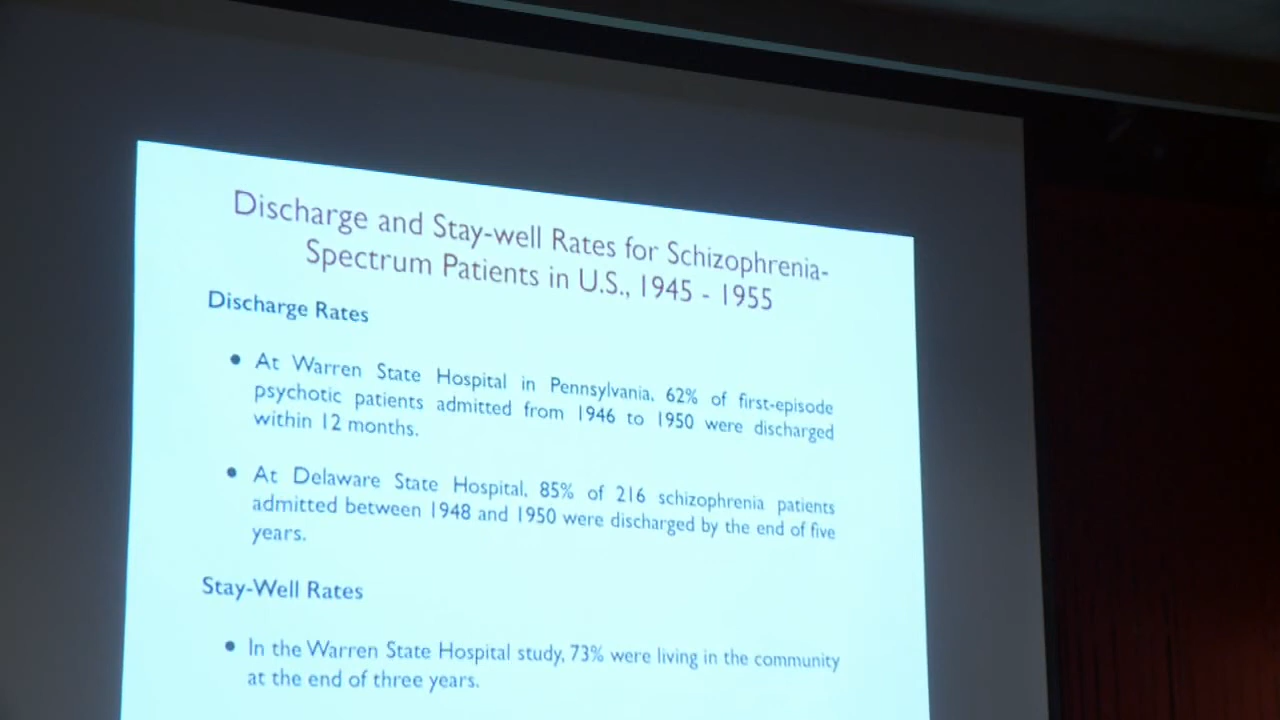 Discharge and Stay-well Rates for Schizophrenia-
Spectrum Patients in U.S., 1945 - 1955
Discharge Rates
• At Warren State Hospital in Pennsylvania, 62% of first-episode
psychotic patients admitted from 1946 to 1950 were discharged
within 12 months.
• At Delaware State Hospital, 85% of 216 schizophrenia patients
admitted between 1948 and 1950 were discharged by the end of five
years.
Stay-Well Rates
• In the Warren State Hospital study, 73% were living in the community
at the end of three years.